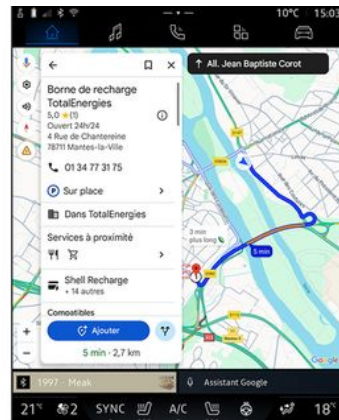 10°C 15:03
All. Jean Baptiste Corot
Borne de recharge
TotalEnergies
5,0 ★(1)
Ouvert 24h/24
4 Rue de Chantereine
78711 Mantes-la-Ville
01 34 77 31 75
P Sur place
Dans TotalEnergies
Services à proximité
Shell Recharge
+ 14 autres
Compatibles
Ajouter
5 min · 2,7 km
3 min
plus long
5 min
1997 · Meak
Assistant Google
21° 2 SYNC A/C 18°